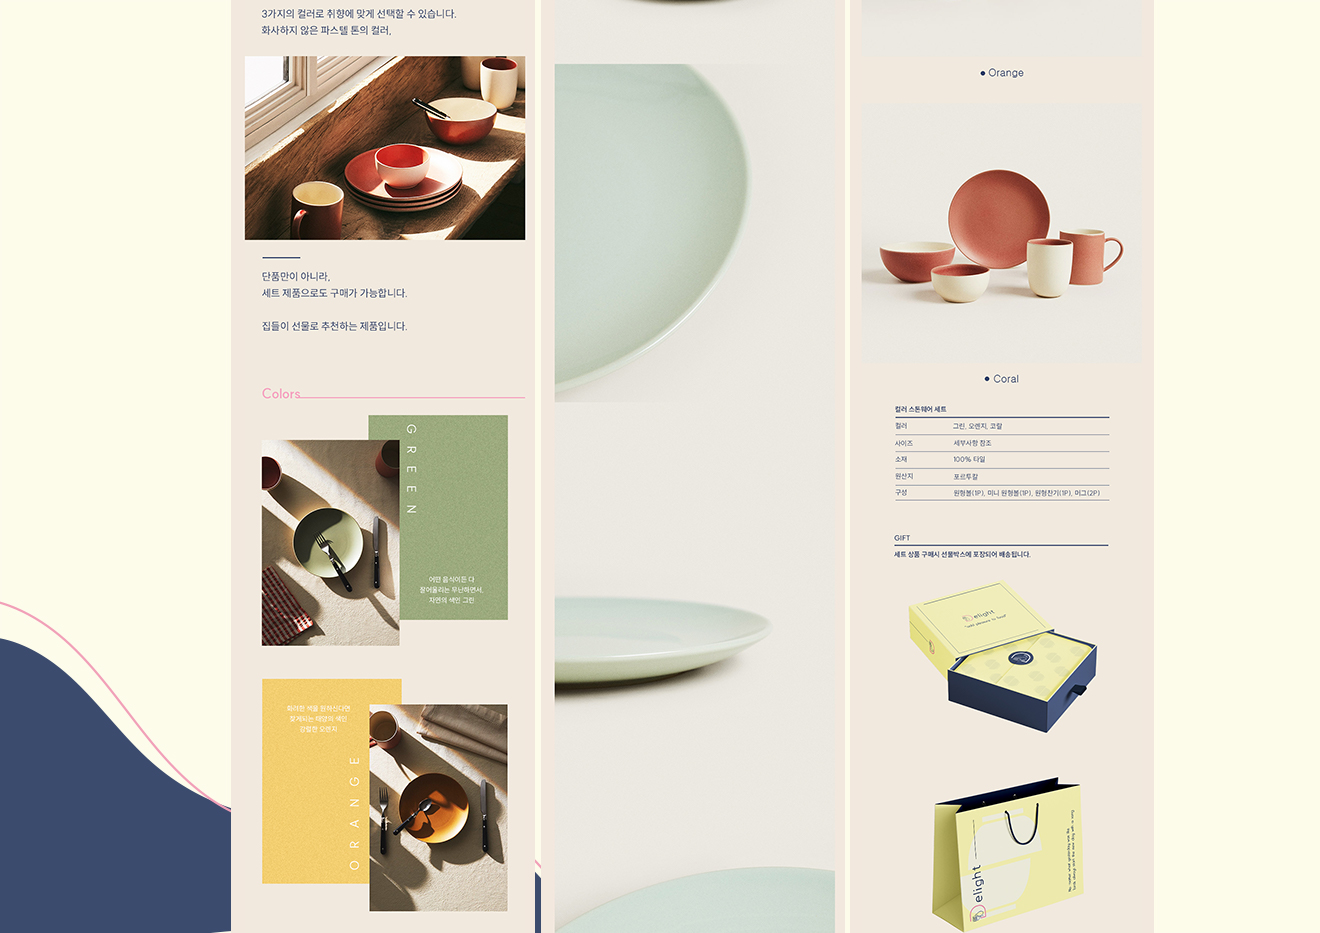 3가지의 컬러로 취향에 맞게 선택할 수 있습니다.
화사하지 않은 파스텔 톤의 컬러,
단품만이 아니라,
세트 제품으로도 구매가 가능합니다.
집들이 선물로 추천하는 제품입니다.
Colors
GREEN
어떤 음식이든 다
잘어울리는 무난하면서,
자연의 색인 그린
화려한 색을 원하신다면
찾게되는 태양의 색인
강렬한 오렌지
ORANGE
● Orange
● Coral
컬러 스톤웨어 세트
컬러 그린, 오렌지, 코랄
사이즈 세부사항 참조
소재 100% 타일
원산지 포르투칼
구성 원형볼(1P), 미니 원형볼(1P), 원형찬기(1P), 머그(2P)
GIFT
세트 상품 구매시 선물박스에 포장되어 배송됩니다.
elight
elight